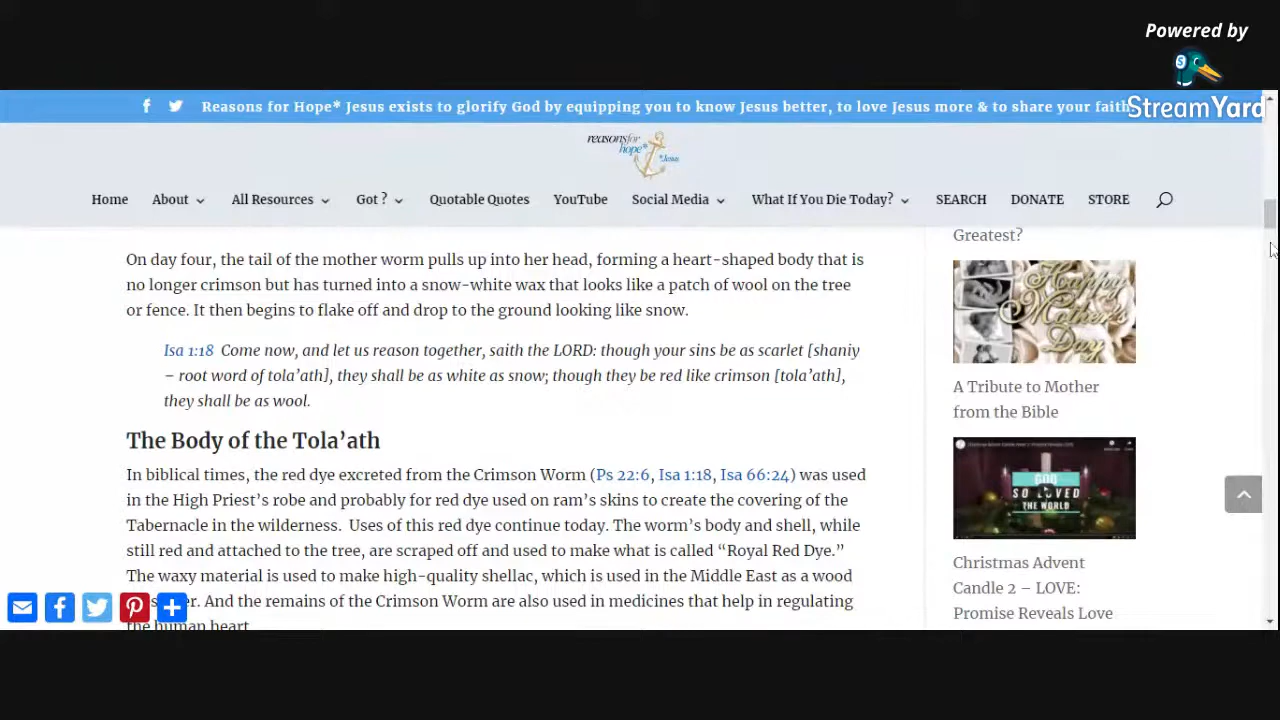 Powered by
StreamYard
Reasons for Hope* Jesus exists to glorify God by equipping you to know Jesus better, to love Jesus more & to share your faith
reasonsfor
hope*
*Jesus
Home About All Resources Got ? Quotable Quotes YouTube Social Media What If You Die Today? SEARCH DONATE STORE
On day four, the tail of the mother worm pulls up into her head, forming a heart-shaped body that is
no longer crimson but has turned into a snow-white wax that looks like a patch of wool on the tree
or fence. It then begins to flake off and drop to the ground looking like snow.
Isa 1:18 Come now, and let us reason together, saith the LORD: though your sins be as scarlet [shaniy
– root word of tola’ath], they shall be as white as snow; though they be red like crimson [tola’ath],
they shall be as wool.
The Body of the Tola’ath
In biblical times, the red dye excreted from the Crimson Worm (Ps 22:6, Isa 1:18, Isa 66:24) was used
in the High Priest’s robe and probably for red dye used on ram’s skins to create the covering of the
Tabernacle in the wilderness. Uses of this red dye continue today. The worm’s body and shell, while
still red and attached to the tree, are scraped off and used to make what is called “Royal Red Dye.”
The waxy material is used to make high-quality shellac, which is used in the Middle East as a wood
And the remains of the Crimson Worm are also used in medicines that help in regulating
the human heart
Greatest?
Happy
Mother's
Day
A Tribute to Mother
from the Bible
GOD
SO LOVED
THE WORLD
Christmas Advent
Candle 2 – LOVE:
Promise Reveals Love